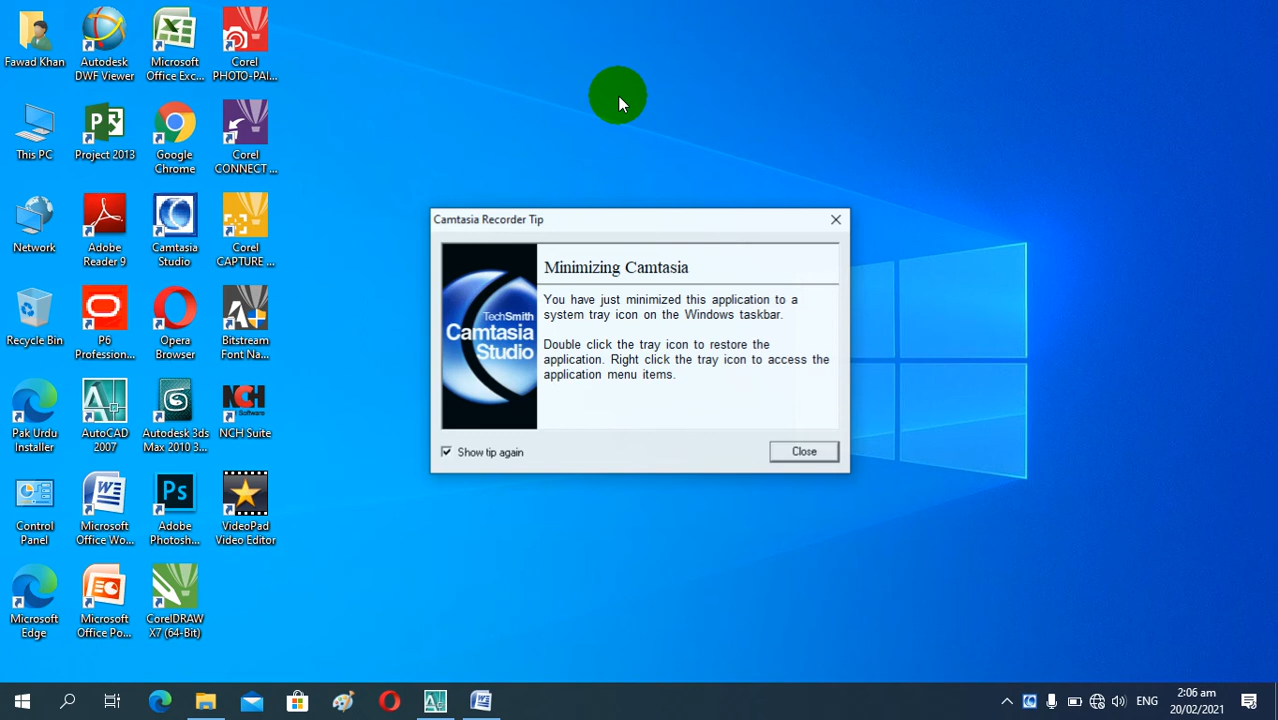 Fawad Khan
Autodesk
DWF Viewer
Microsoft
Office Exc...
Corel
PHOTO-PAI...
This PC
Project 2013
Google
Chrome
Corel
CONNECT ...
Network
Adobe
Reader 9
Camtasia
Studio
Corel
CAPTURE ...
Recycle Bin
P6
Profession...
Opera
Browser
Bitstream
Font Na...
Pak Urdu
Installer
AutoCAD
2007
Autodesk 3ds
Max 2010 3...
NCH
Software
NCH Suite
Control
Panel
Microsoft
Office Wo...
Ps
Adobe
Photosh...
VideoPad
Video Editor
Microsoft
Edge
Microsoft
Office Po...
CorelDRAW
X7 (64-Bit)
Camtasia Recorder Tip
TechSmith
Camtasia
Studio
Minimizing Camtasia
You have just minimized this application to a
system tray icon on the Windows taskbar.
Double click the tray icon to restore the
application. Right click the tray icon to access the
application menu items.
Show tip again
Close
ENG
2:06 am
20/02/2021